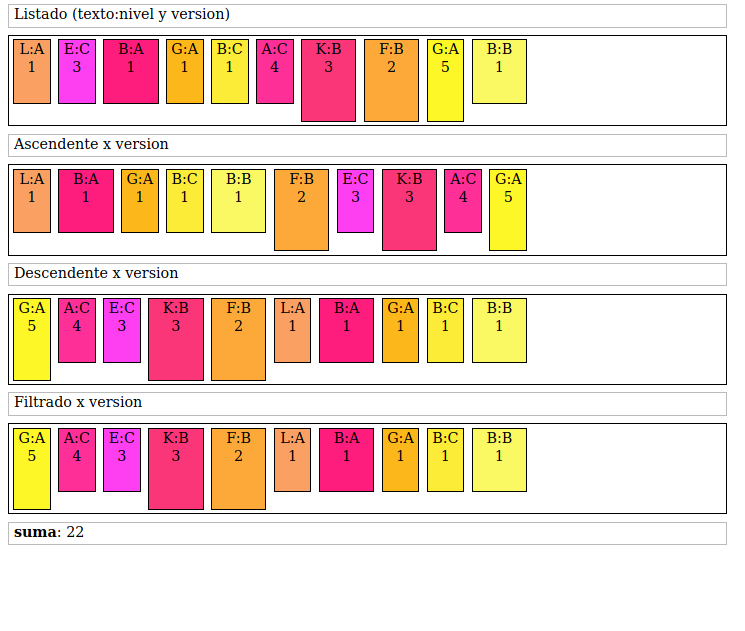 Listado (texto:nivel y version)
L:A E:C B:A G:A B:C A:C K:B F:B G:A B:B
1 3 1 1 1 4 3 2 5 1
Ascendente x version
L:A B:A G:A B:C B:B F:B E:C K:B A:C G:A
1 1 1 1 1 2 3 3 4 5
Descendente x version
G:A A:C E:C K:B F:B L:A B:A G:A B:C B:B
5 4 3 3 2 1 1 1 1 1
Filtrado x version
G:A A:C E:C K:B F:B L:A B:A G:A B:C B:B
5 4 3 3 2 1 1 1 1 1
suma: 22